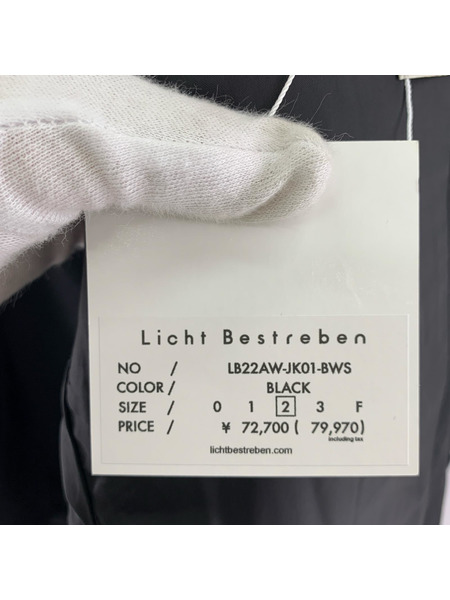 Licht Bestreben
NO / LB22AW-JK01-BWS
COLOR / BLACK
SIZE / 0 1 2 3 F
PRICE / ¥ 72,700 ( 79,970)
including tax
lichtbestreben.com